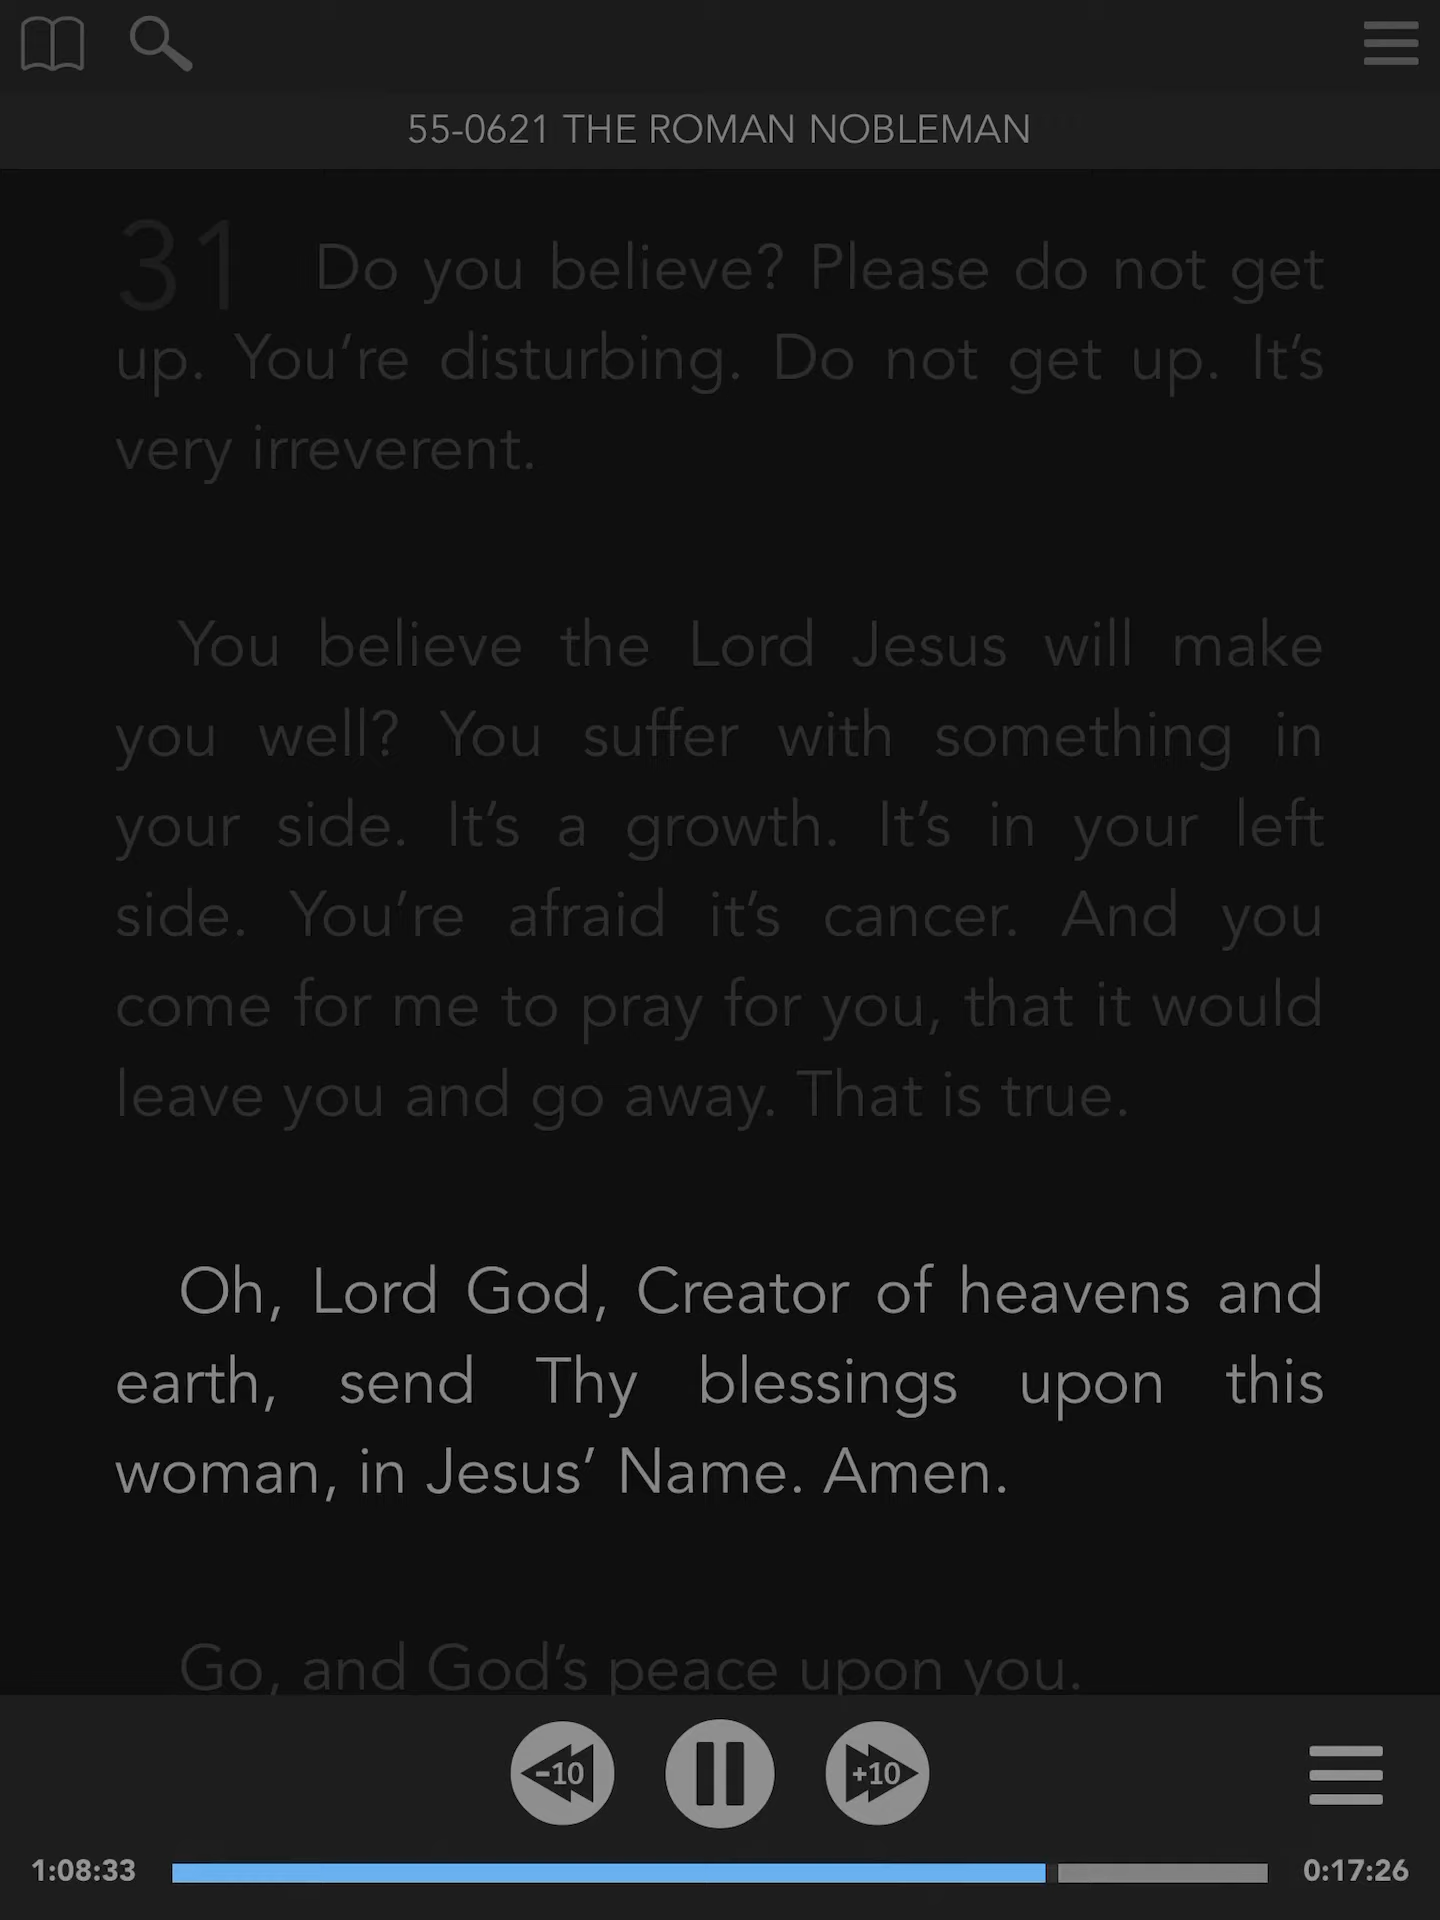 55-0621 THE ROMAN NOBLEMAN
31 Do you believe? Please do not get
up. You’re disturbing. Do not get up. It’s
very irreverent.
You believe the Lord Jesus will make
you well? You suffer with something in
your side. It’s a growth. It’s in your left
side. You’re afraid it’s cancer. And you
come for me to pray for you, that it would
leave you and go away. That is true.
Oh, Lord God, Creator of heavens and
earth, send Thy blessings upon this
woman, in Jesus’ Name. Amen.
Go, and God’s peace upon you.
-10 +10
1:08:33 0:17:26